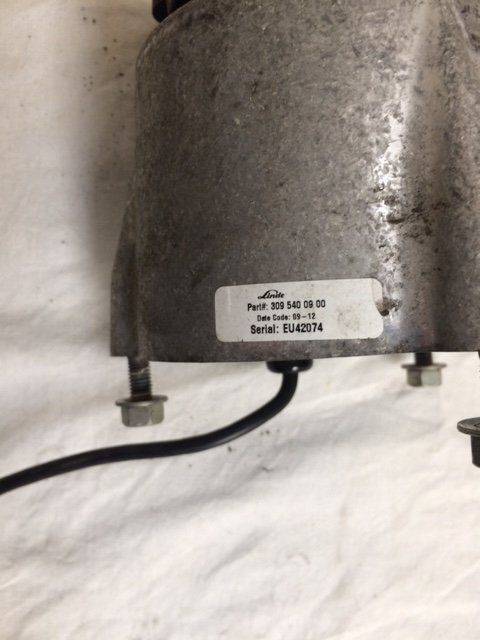 Linde
Part#: 309 540 09 00
Date Code: 09-12
Serial: EU42074